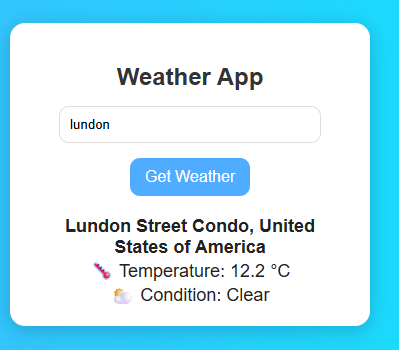 Weather App
lundon
Get Weather
Lundon Street Condo, United
States of America
🌡️ Temperature: 12.2 °C
🌥️ Condition: Clear